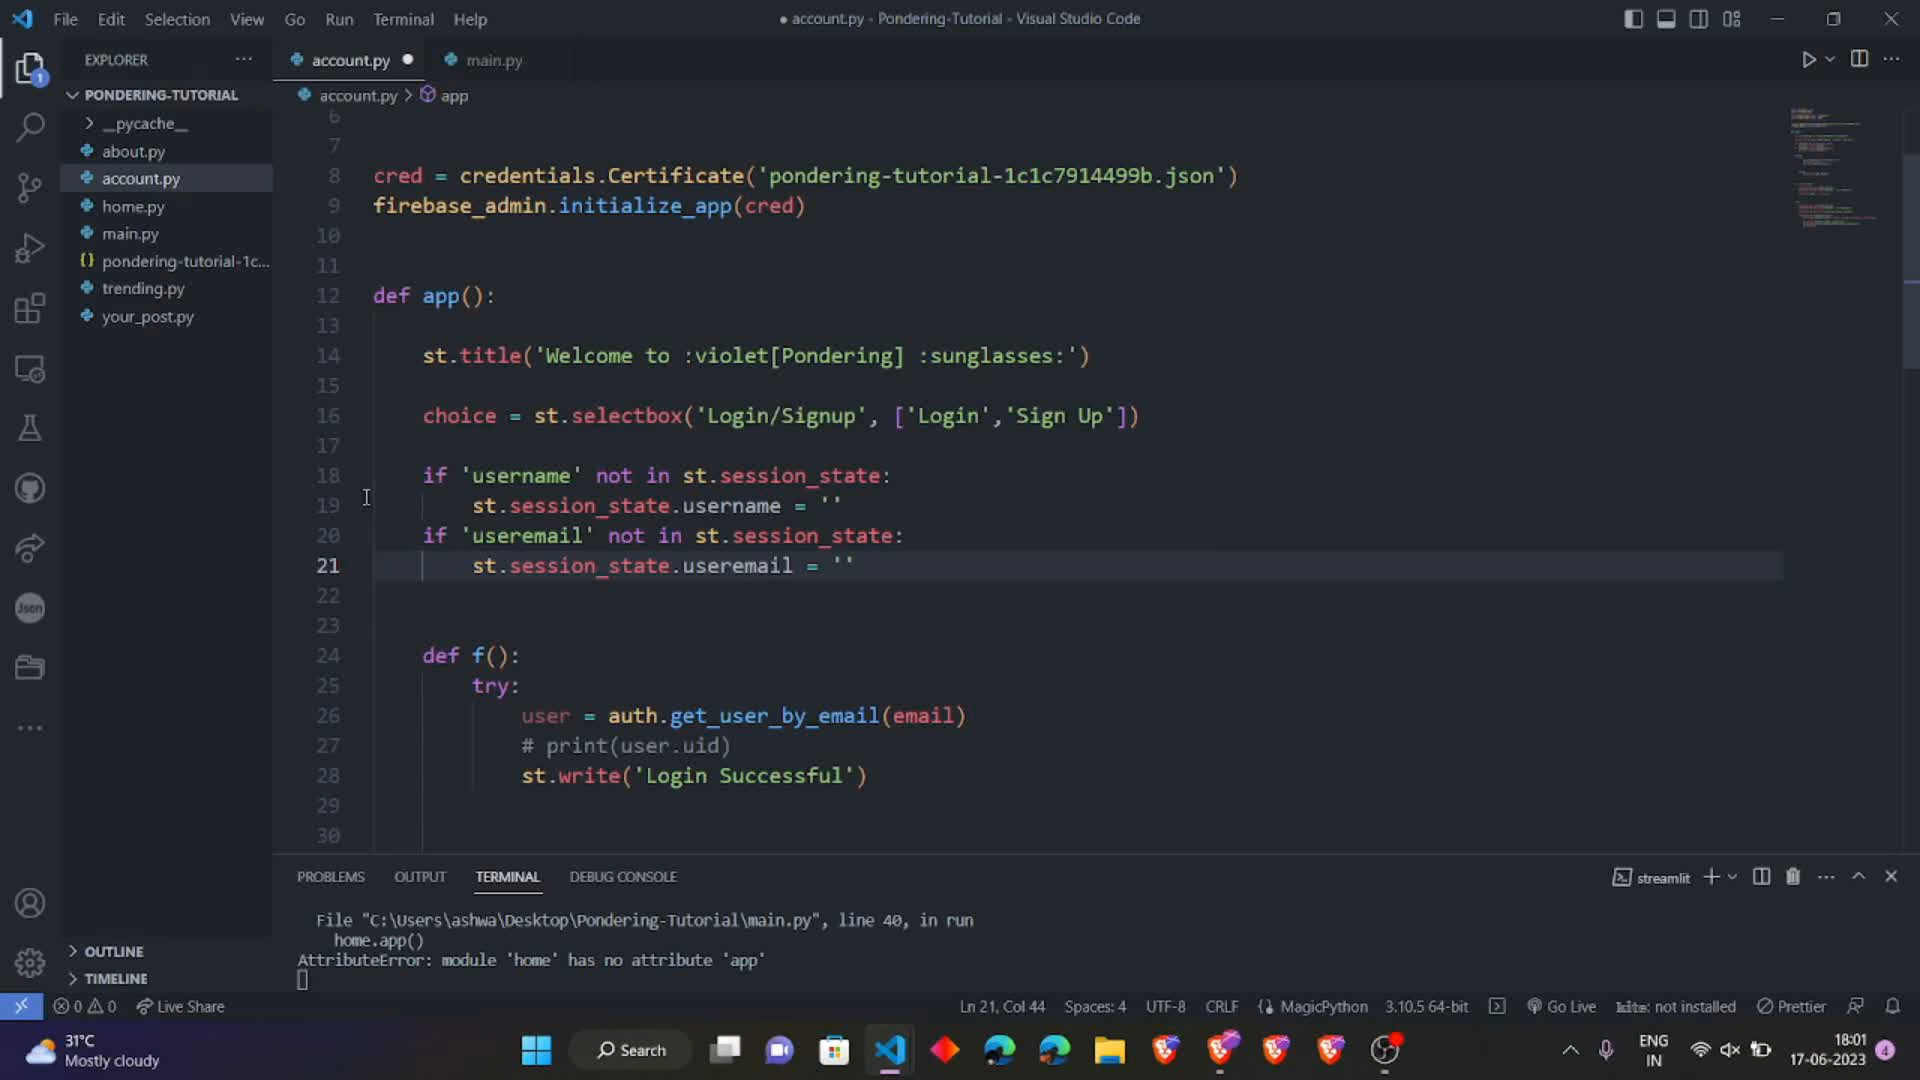 File Edit Selection View Go Run Terminal Help
● account.py - Pondering-Tutorial - Visual Studio Code
EXPLORER
account.py
main.py
PONDERING-TUTORIAL
account.py > app
__pycache__
about.py
account.py
home.py
main.py
pondering-tutorial-1c...
trending.py
your_post.py
1
Json
6
7
8 cred = credentials.Certificate('pondering-tutorial-1c1c7914499b.json')
9 firebase_admin.initialize_app(cred)
10
11
12 def app():
13
14 st.title('Welcome to :violet[Pondering] :sunglasses:')
15
16 choice = st.selectbox('Login/Signup', ['Login','Sign Up'])
17
18 if 'username' not in st.session_state:
19 st.session_state.username = ''
20 if 'useremail' not in st.session_state:
21 st.session_state.useremail = ''
22
23
24 def f():
25 try:
26 user = auth.get_user_by_email(email)
27 # print(user.uid)
28 st.write('Login Successful')
29
30
PROBLEMS OUTPUT TERMINAL DEBUG CONSOLE
streamlit
File "C:\Users\ashwa\Desktop\Pondering-Tutorial\main.py", line 40, in run
home.app()
AttributeError: module 'home' has no attribute 'app'
OUTLINE
TIMELINE
0 0 Live Share
Ln 21, Col 44 Spaces: 4 UTF-8 CRLF MagicPython 3.10.5 64-bit Go Live kite: not installed Prettier
31°C
Mostly cloudy
Search
ENG
IN
18:01
17-06-2023
4